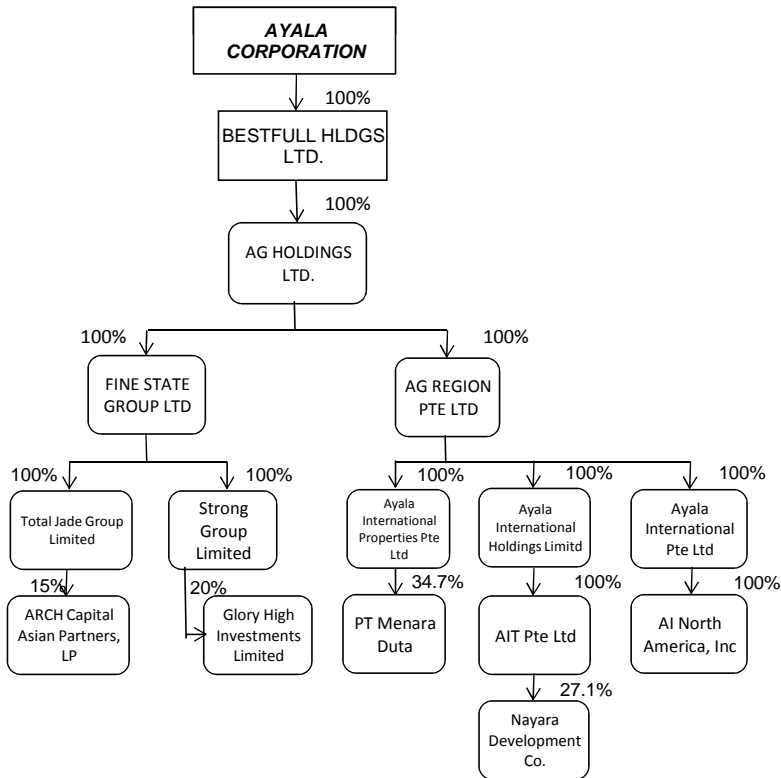 AYALA
CORPORATION
100%
BESTFULL HLDGS
LTD.
100%
AG HOLDINGS
LTD.
100%
100%
FINE STATE
GROUP LTD
AG REGION
PTE LTD
100%
100%
100%
100%
100%
Total Jade Group
Limited
Strong
Group
Limited
Ayala
International
Properties Pte
Ltd
Ayala
International
Holdings Limitd
Ayala
International
Pte Ltd
15%
20%
34.7%
100%
100%
ARCH Capital
Asian Partners,
LP
Glory High
Investments
Limited
PT Menara
Duta
AIT Pte Ltd
AI North
America, Inc
27.1%
Nayara
Development
Co.